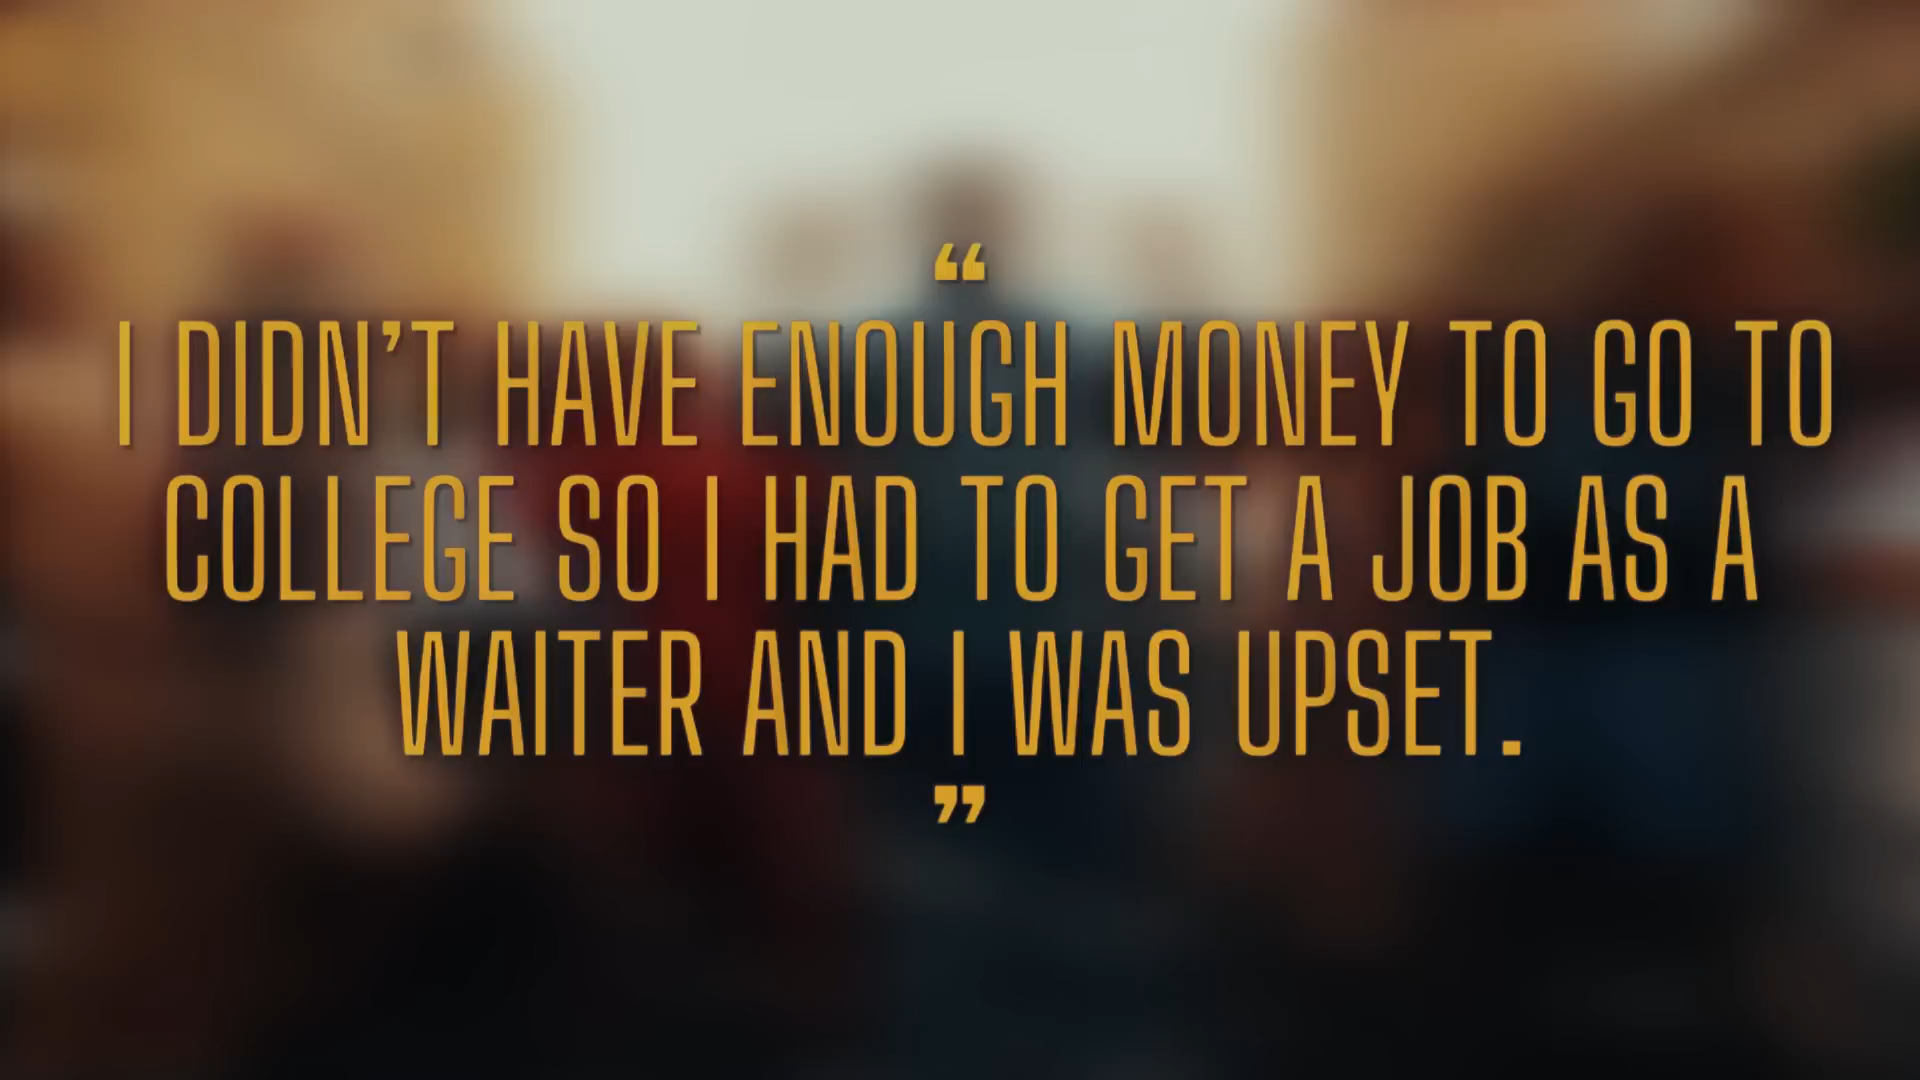 “
I DIDN’T HAVE ENOUGH MONEY TO GO TO
COLLEGE SO I HAD TO GET A JOB AS A
WAITER AND I WAS UPSET.
”